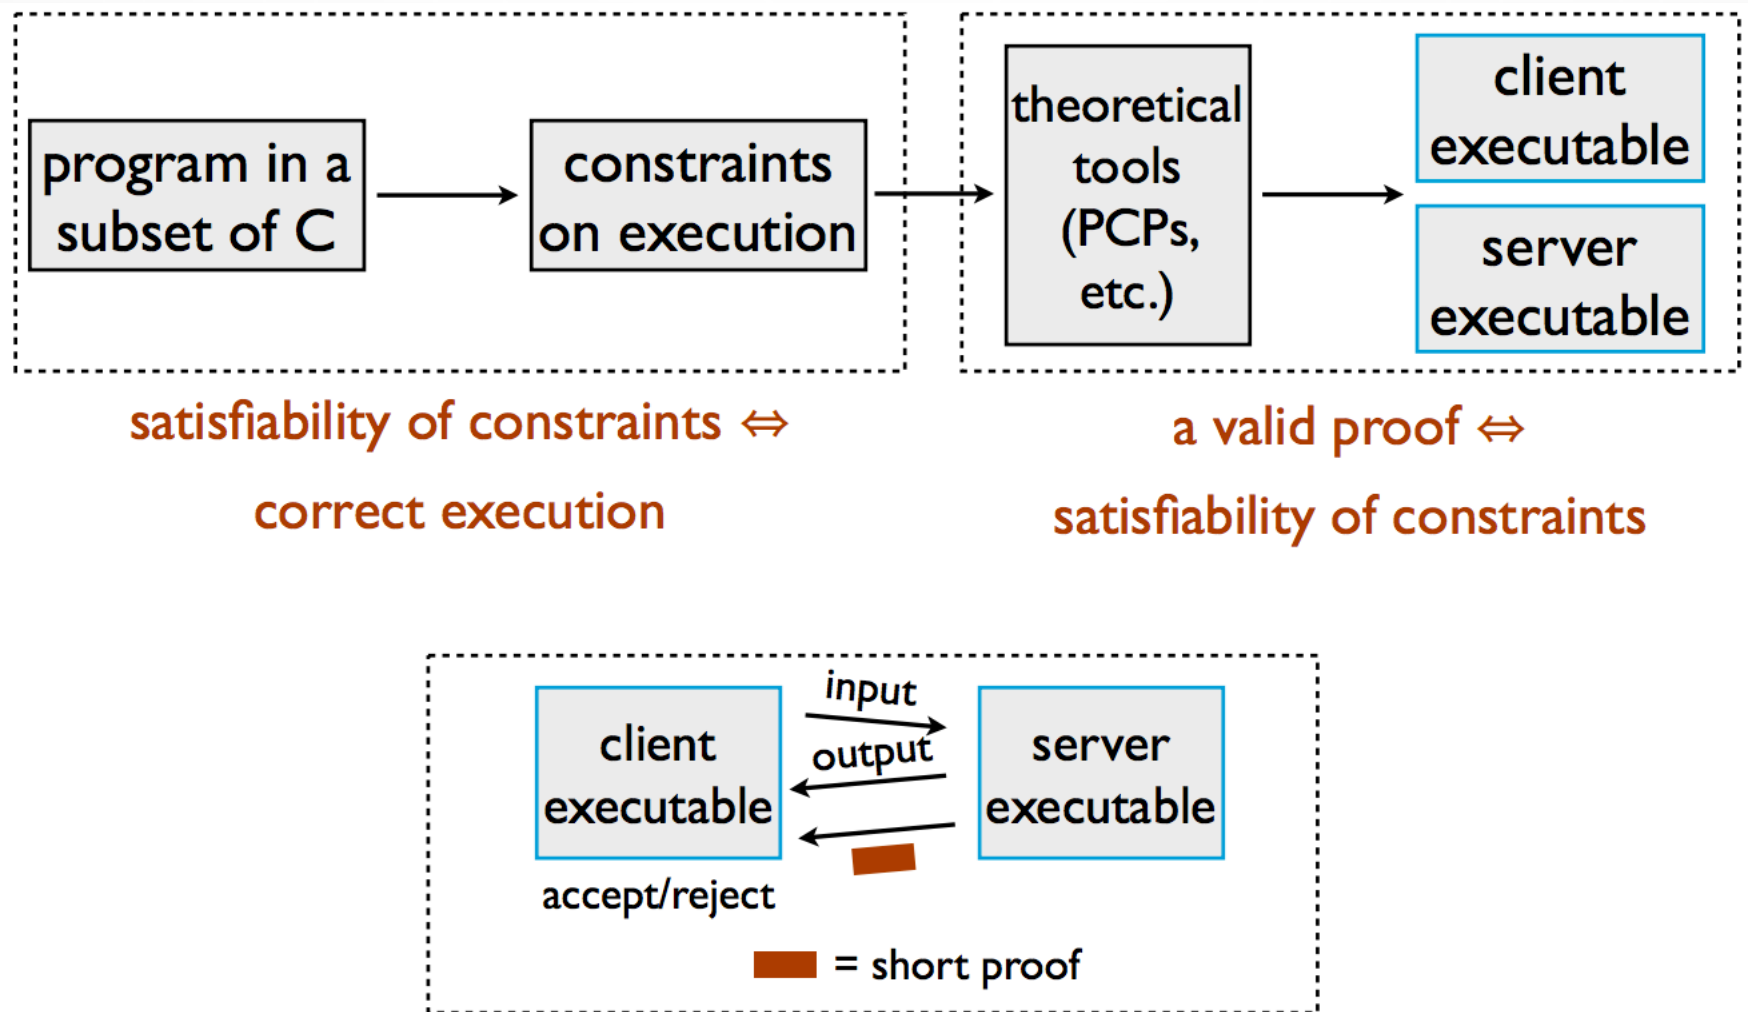 program in a
subset of C
constraints
on execution
theoretical
tools
(PCPs,
etc.)
client
executable
server
executable
satisfiability of constraints ⇔
correct execution
a valid proof ⇔
satisfiability of constraints
client
executable
input
output
server
executable
accept/reject
= short proof